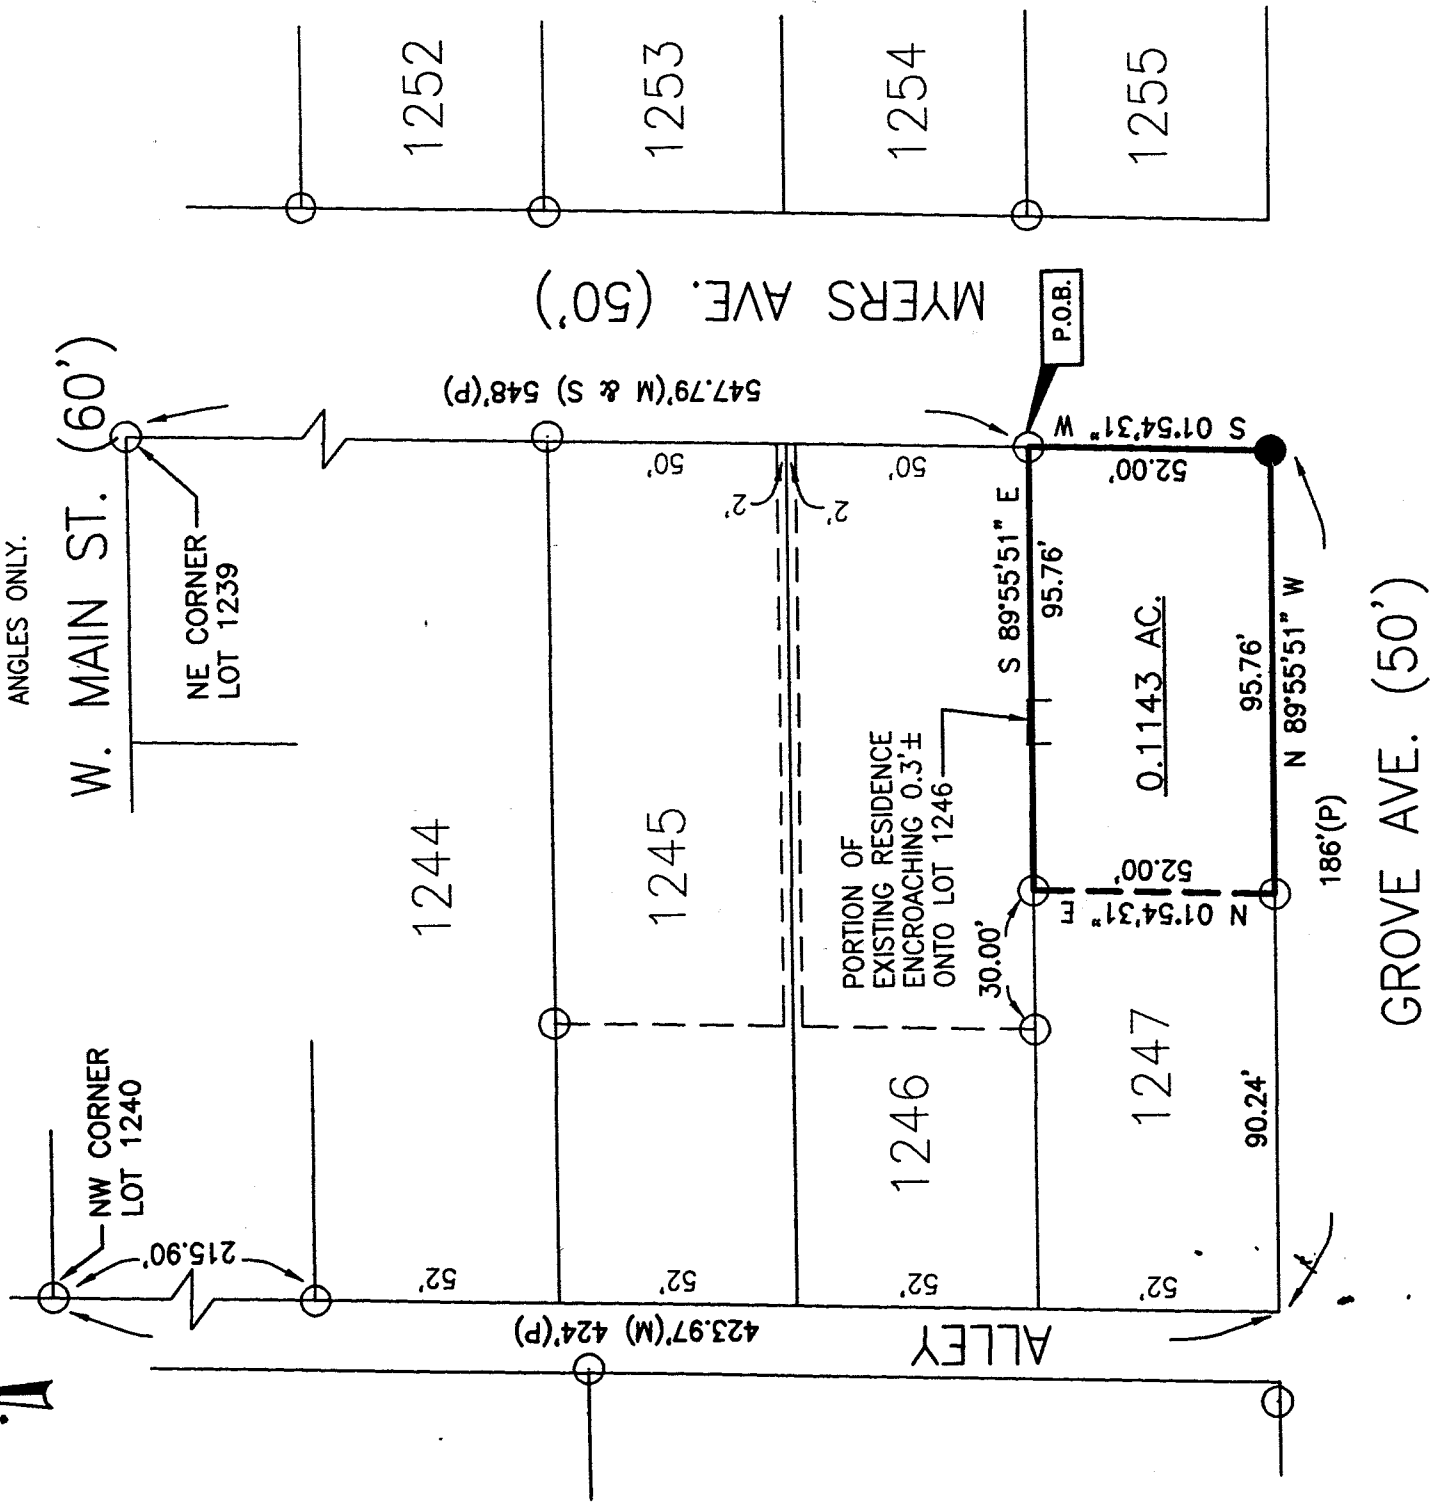 ANGLES ONLY.
W. MAIN ST. (60')
NE CORNER
LOT 1239
NW CORNER
LOT 1240
215.90'
423.97'(M) 424'(P)
ALLEY
52'
52'
52'
52'
1244
1245
1246
1247
547.79'(M & S) 548'(P)
50'
2'
2'
50'
MYERS AVE. (50')
1252
1253
1254
1255
P.O.B.
S 01°54'31" W
52.00'
S 89°55'51" E
95.76'
PORTION OF
EXISTING RESIDENCE
ENCROACHING 0.3'±
ONTO LOT 1246
30.00'
0.1143 AC.
N 01°54'31" E
52.00'
95.76'
N 89°55'51" W
90.24'
186'(P)
GROVE AVE. (50')